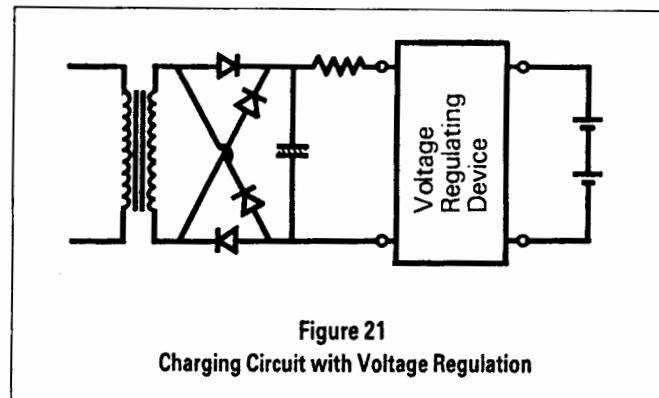 Voltage
Regulating
Device
Figure 21
Charging Circuit with Voltage Regulation